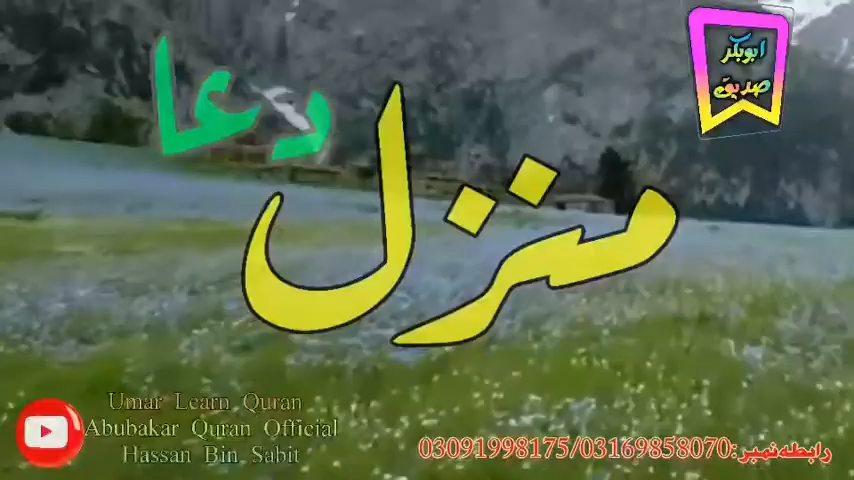 ابوبکر
صدیق
دعا
منزل
Umar Learn Quran
Abubakar Quran Official
Hassan Bin Sabit
رابطہ نمبر:03091998175/03169858070